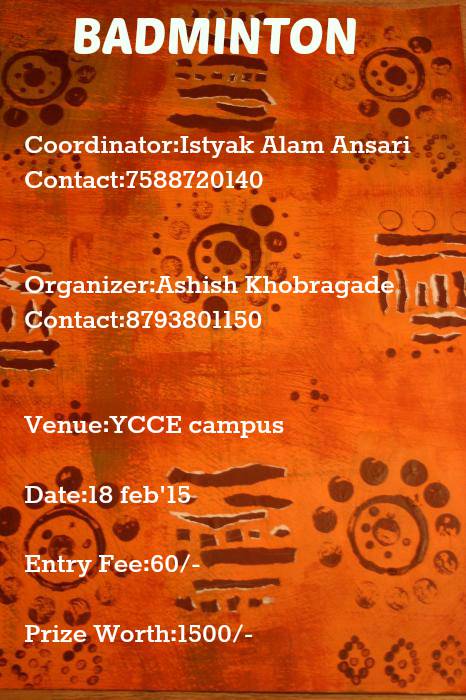 BADMINTON
Coordinator:Istyak Alam Ansari
Contact:7588720140
Organizer:Ashish Khobragade.
Contact:8793801150
Venue:YCCE campus
Date:18 feb'15
Entry Fee:60/-
Prize Worth:1500/-